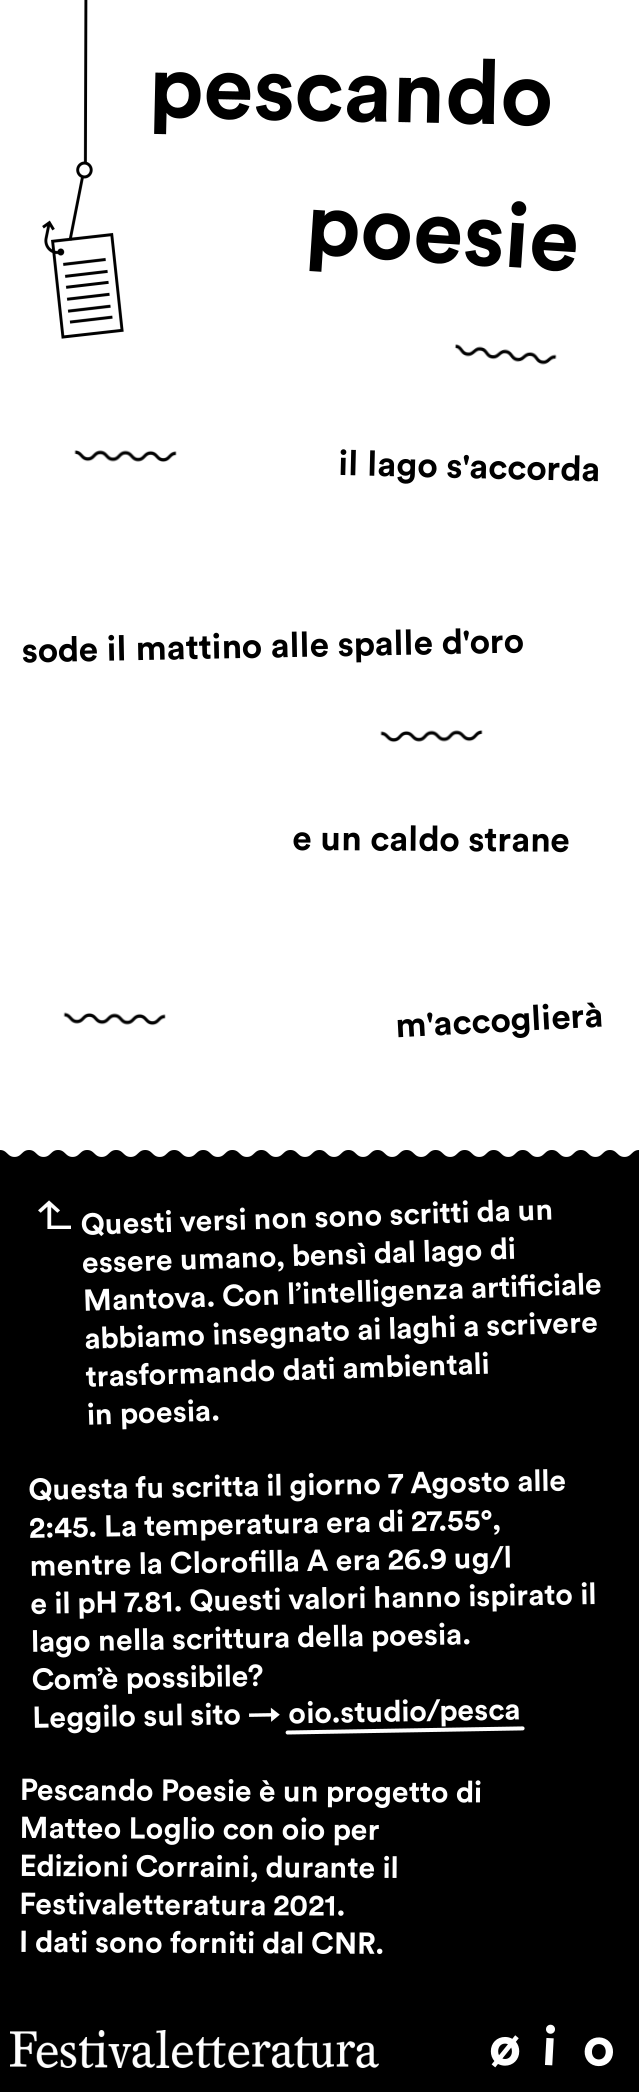 pescando
poesie
il lago s'accorda
sode il mattino alle spalle d'oro
e un caldo strane
m'accoglierà
Questi versi non sono scritti da un
essere umano, bensì dal lago di
Mantova. Con l’intelligenza artificiale
abbiamo insegnato ai laghi a scrivere
trasformando dati ambientali
in poesia.
Questa fu scritta il giorno 7 Agosto alle
2:45. La temperatura era di 27.55°,
mentre la Clorofilla A era 26.9 ug/l
e il pH 7.81. Questi valori hanno ispirato il
lago nella scrittura della poesia.
Com’è possibile?
Leggilo sul sito → oio.studio/pesca
Pescando Poesie è un progetto di
Matteo Loglio con oio per
Edizioni Corraini, durante il
Festivaletteratura 2021.
I dati sono forniti dal CNR.
Festivaletteratura øio